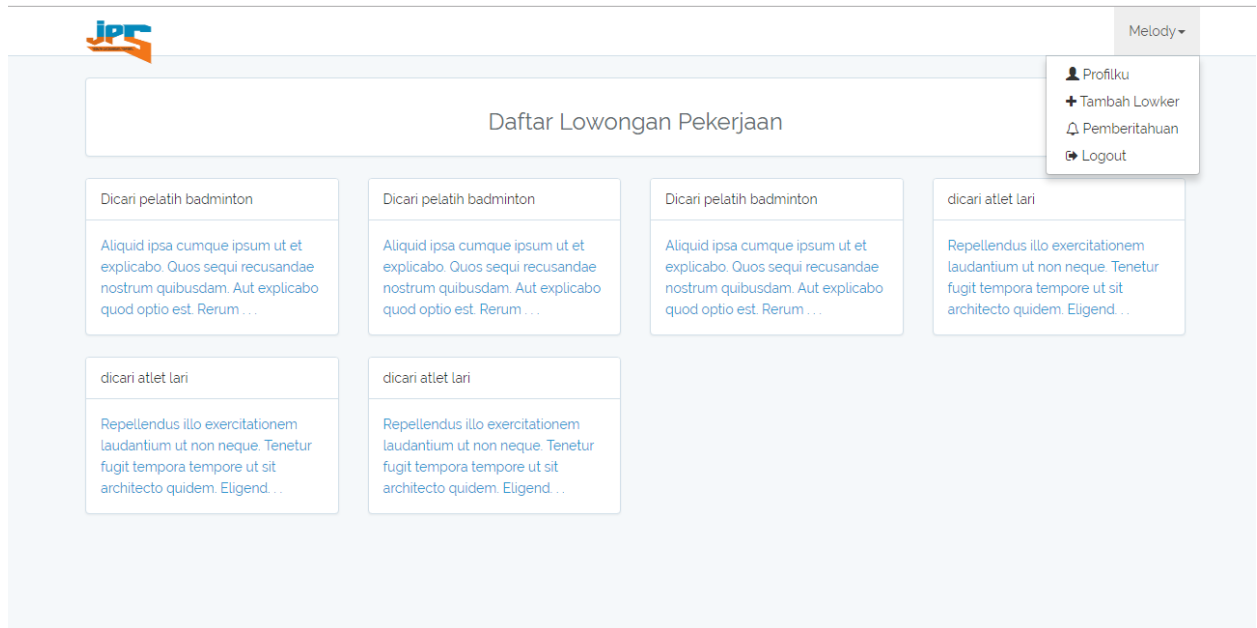 jps
Melody
Profilku
Tambah Lowker
Pemberitahuan
Logout
Daftar Lowongan Pekerjaan
Dicari pelatih badminton
Aliquid ipsa cumque ipsum ut et
explicabo. Quos sequi recusandae
nostrum quibusdam. Aut explicabo
quod optio est. Rerum . . .
Dicari pelatih badminton
Aliquid ipsa cumque ipsum ut et
explicabo. Quos sequi recusandae
nostrum quibusdam. Aut explicabo
quod optio est. Rerum . . .
Dicari pelatih badminton
Aliquid ipsa cumque ipsum ut et
explicabo. Quos sequi recusandae
nostrum quibusdam. Aut explicabo
quod optio est. Rerum . . .
dicari atlet lari
Repellendus illo exercitationem
laudantium ut non neque. Tenetur
fugit tempora tempore ut sit
architecto quidem. Eligend. . .
dicari atlet lari
Repellendus illo exercitationem
laudantium ut non neque. Tenetur
fugit tempora tempore ut sit
architecto quidem. Eligend. . .
dicari atlet lari
Repellendus illo exercitationem
laudantium ut non neque. Tenetur
fugit tempora tempore ut sit
architecto quidem. Eligend. . .